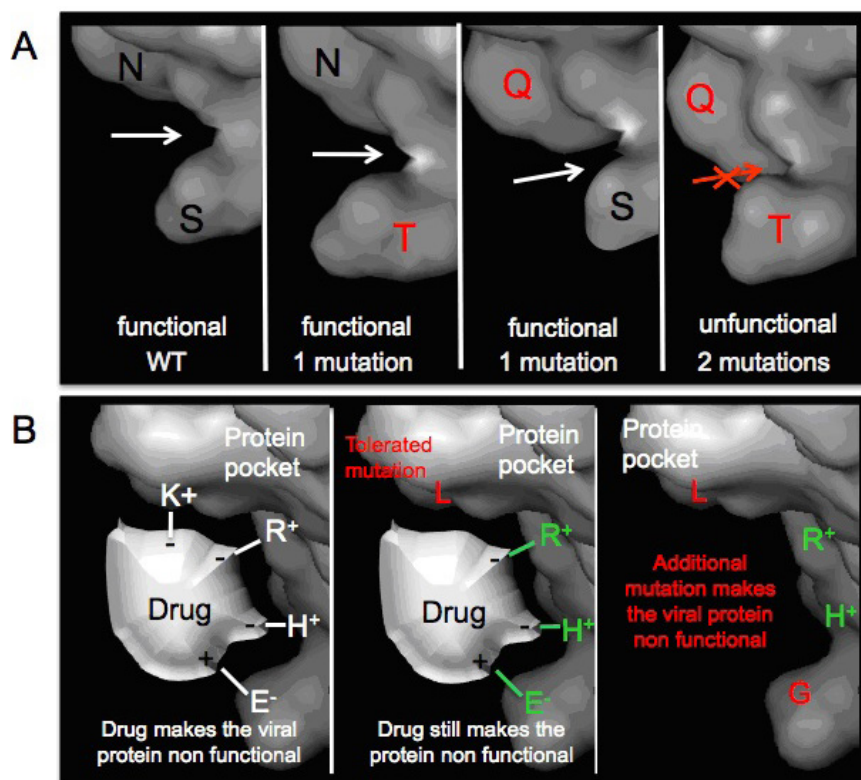 A
N
S
functional
WT
N
T
functional
1 mutation
Q
S
functional
1 mutation
Q
T
unfunctional
2 mutations
B
Protein
pocket
K+
-
R+
-
Drug
-
H+
+
E-
Drug makes the viral
protein non functional
Tolerated
mutation
Protein
pocket
L
R+
-
Drug
-
H+
+
E-
Drug still makes the
protein non functional
Protein
pocket
L
R+
Additional
mutation makes
the viral protein
non functional
H+
G